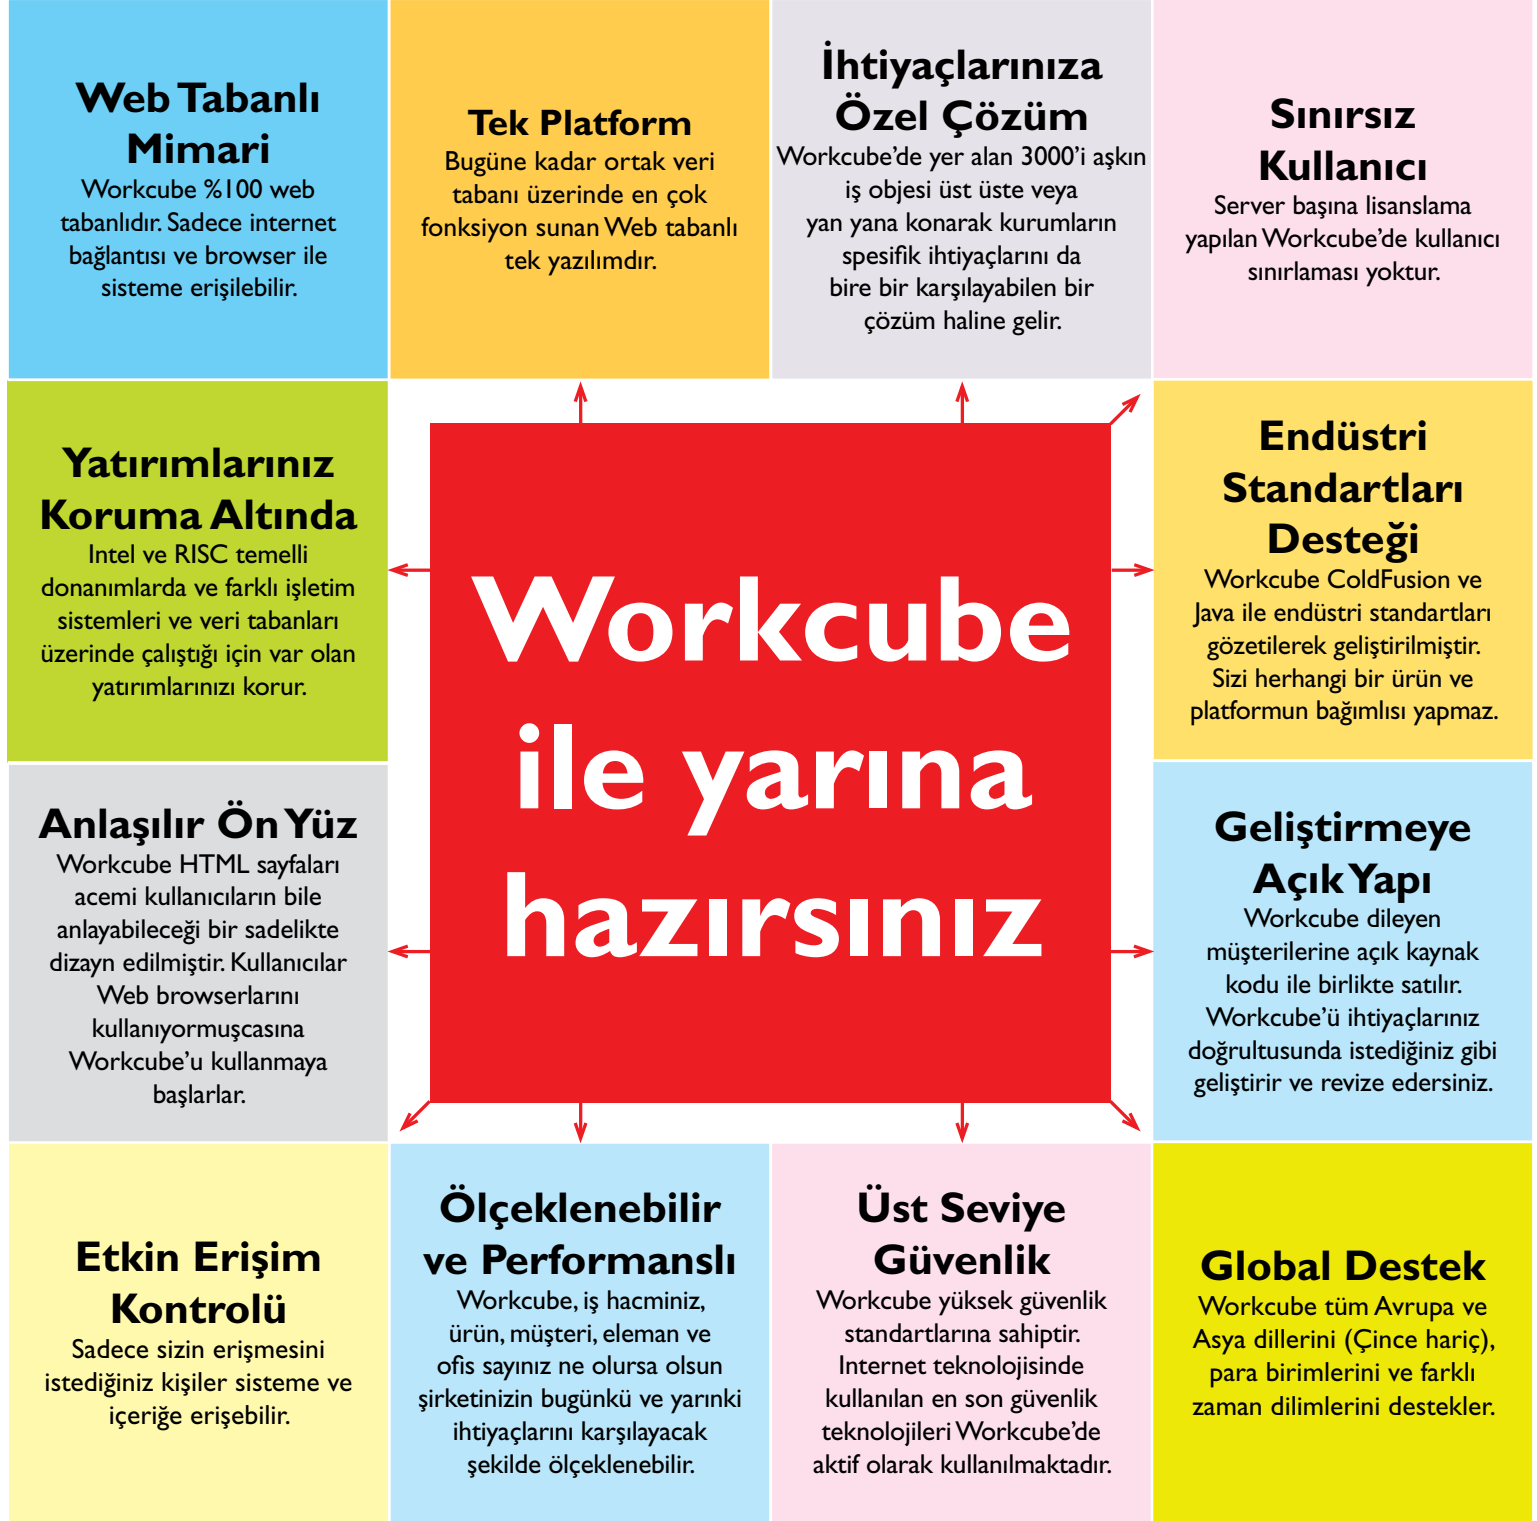 Web Tabanlı
Mimari
Workcube %100 web
tabanlıdır. Sadece internet
bağlantısı ve browser ile
sisteme erişilebilir.
Tek Platform
Bugüne kadar ortak veri
tabanı üzerinde en çok
fonksiyon sunan Web tabanlı
tek yazılımdır.
İhtiyaçlarınıza
Özel Çözüm
Workcube’de yer alan 3000’i aşkın
iş objesi üst üste veya
yan yana konarak kurumların
spesifik ihtiyaçlarını da
bire bir karşılayabilen bir
çözüm haline gelir.
Sınırsız
Kullanıcı
Server başına lisanslama
yapılan Workcube’de kullanıcı
sınırlaması yoktur.
Yatırımlarınız
Koruma Altında
Intel ve RISC temelli
donanımlarda ve farklı işletim
sistemleri ve veri tabanları
üzerinde çalıştığı için var olan
yatırımlarınızı korur.
Workcube
ile yarına
hazırsınız
Endüstri
Standartları
Desteği
Workcube ColdFusion ve
Java ile endüstri standartları
gözetilerek geliştirilmiştir.
Sizi herhangi bir ürün ve
platformun bağımlısı yapmaz.
Anlaşılır Ön Yüz
Workcube HTML sayfaları
acemi kullanıcıların bile
anlayabileceği bir sadelikte
dizayn edilmiştir. Kullanıcılar
Web browserlarını
kullanıyormuşcasına
Workcube’u kullanmaya
başlarlar.
Geliştirmeye
Açık Yapı
Workcube dileyen
müşterilerine açık kaynak
kodu ile birlikte satılır.
Workcube’ü ihtiyaçlarınız
doğrultusunda istediğiniz gibi
geliştirir ve revize edersiniz.
Etkin Erişim
Kontrolü
Sadece sizin erişmesini
istediğiniz kişiler sisteme ve
içeriğe erişebilir.
Ölçeklenebilir
ve Performanslı
Workcube, iş hacminiz,
ürün, müşteri, eleman ve
ofis sayınız ne olursa olsun
şirketinizin bugünkü ve yarınki
ihtiyaçlarını karşılayacak
şekilde ölçeklenebilir.
Üst Seviye
Güvenlik
Workcube yüksek güvenlik
standartlarına sahiptir.
Internet teknolojisinde
kullanılan en son güvenlik
teknolojileri Workcube’de
aktif olarak kullanılmaktadır.
Global Destek
Workcube tüm Avrupa ve
Asya dillerini (Çince hariç),
para birimlerini ve farklı
zaman dilimlerini destekler.